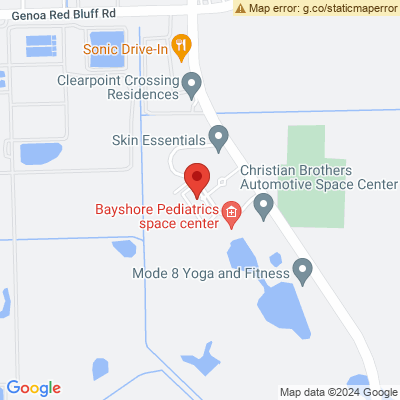 Genoa Red Bluff Rd
Map error: g.co/staticmaperror
Sonic Drive-In
Clearpoint Crossing
Residences
Skin Essentials
Christian Brothers
Automotive Space Center
Bayshore Pediatrics
space center
Mode 8 Yoga and Fitness
Google
Map data ©2024 Google